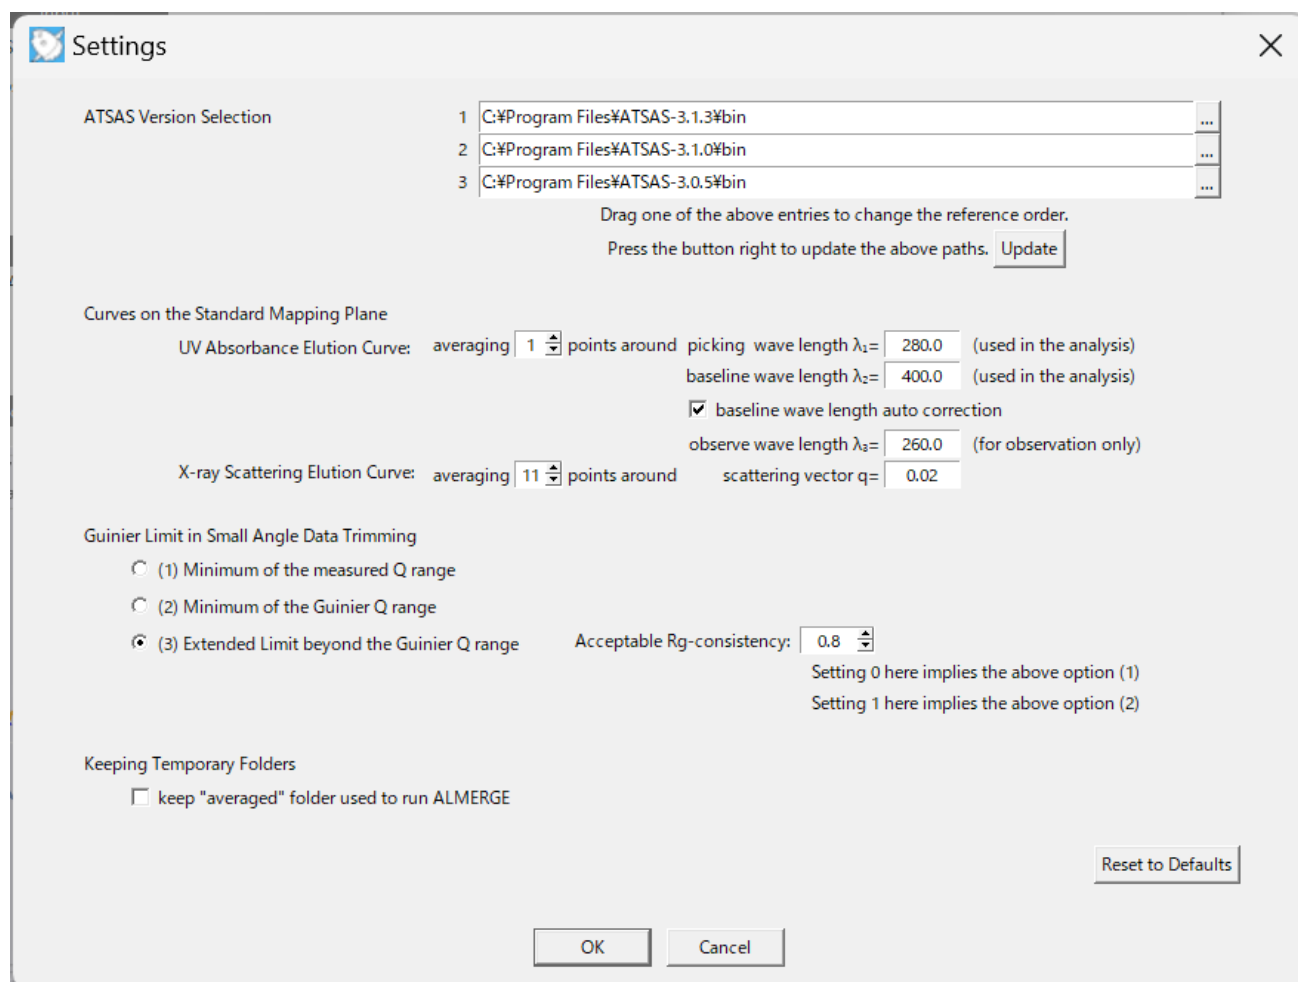 Settings
ATSAS Version Selection 1 C:¥Program Files¥ATSAS-3.1.3¥bin ...
2 C:¥Program Files¥ATSAS-3.1.0¥bin ...
3 C:¥Program Files¥ATSAS-3.0.5¥bin ...
Drag one of the above entries to change the reference order.
Press the button right to update the above paths. Update
Curves on the Standard Mapping Plane
UV Absorbance Elution Curve: averaging 1 points around picking wave length λ₁= 280.0 (used in the analysis)
baseline wave length λ₂= 400.0 (used in the analysis)
baseline wave length auto correction
observe wave length λ₃= 260.0 (for observation only)
X-ray Scattering Elution Curve: averaging 11 points around scattering vector q= 0.02
Guinier Limit in Small Angle Data Trimming
(1) Minimum of the measured Q range
(2) Minimum of the Guinier Q range
(3) Extended Limit beyond the Guinier Q range Acceptable Rg-consistency: 0.8
Setting 0 here implies the above option (1)
Setting 1 here implies the above option (2)
Keeping Temporary Folders
keep "averaged" folder used to run ALMERGE
Reset to Defaults
OK Cancel